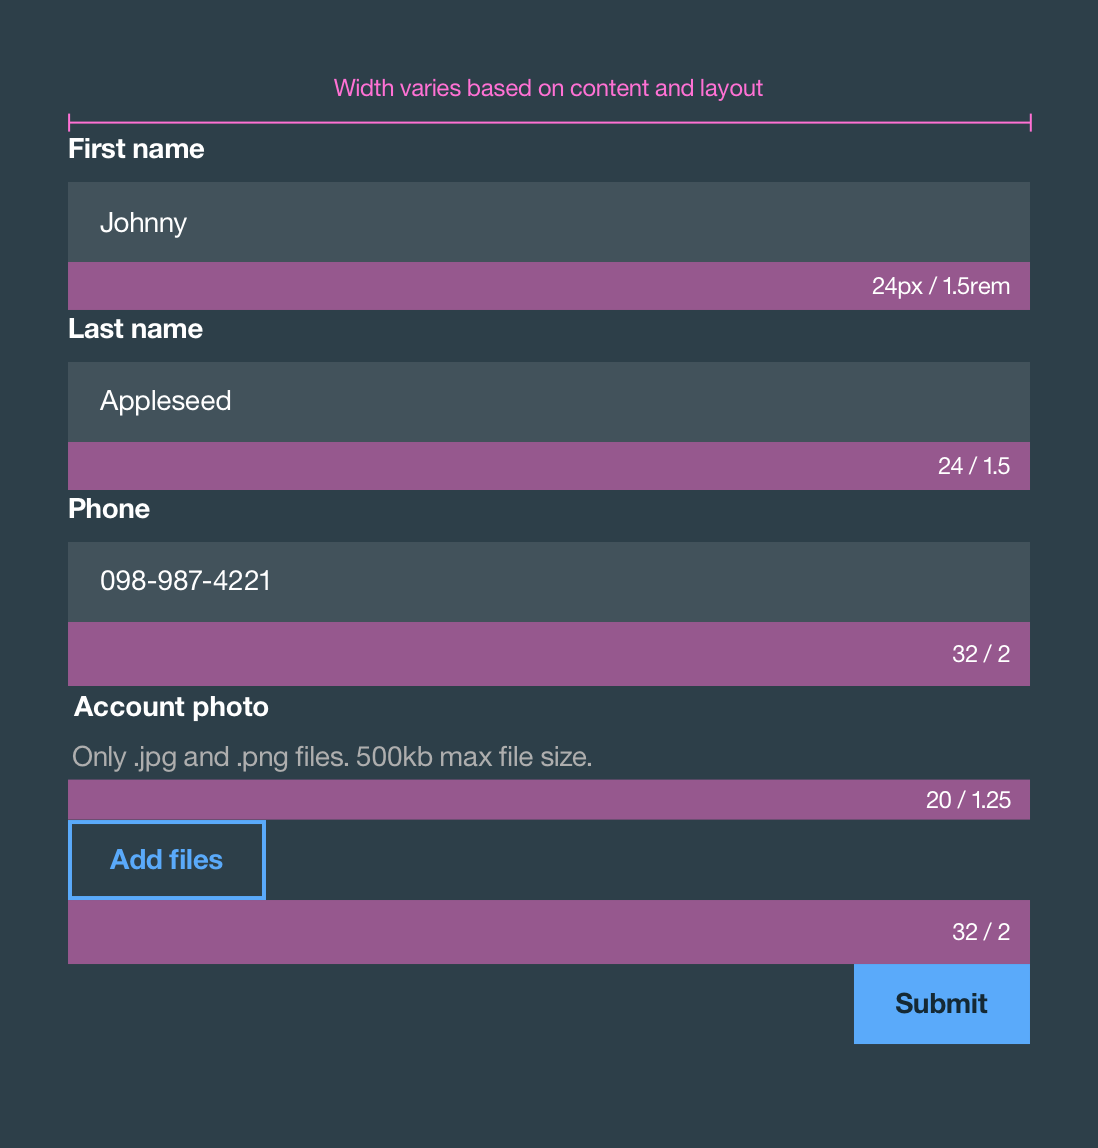 Width varies based on content and layout
First name
Johnny
24px / 1.5rem
Last name
Appleseed
24 / 1.5
Phone
098-987-4221
32 / 2
Account photo
Only .jpg and .png files. 500kb max file size.
20 / 1.25
Add files
32 / 2
Submit